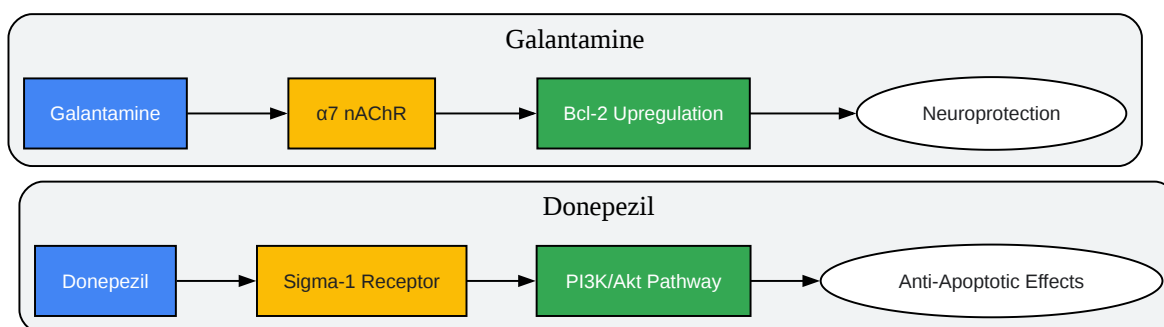 Galantamine
Galantamine
α7 nAChR
Bcl-2 Upregulation
Neuroprotection
Donepezil
Donepezil
Sigma-1 Receptor
PI3K/Akt Pathway
Anti-Apoptotic Effects